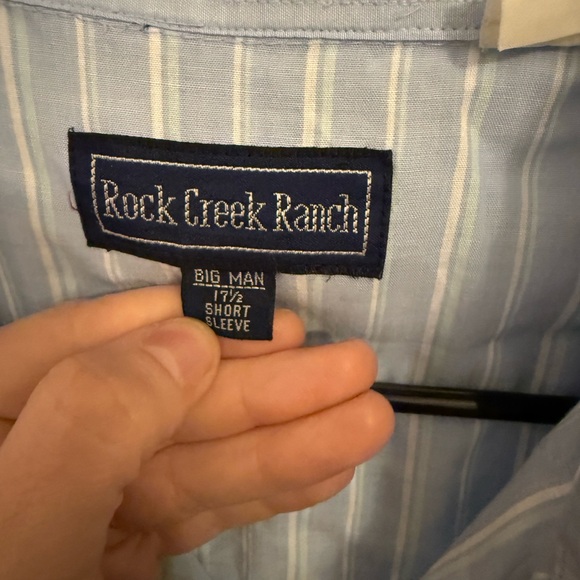 Rock Creek Ranch
BIG MAN
17½
SHORT
SLEEVE